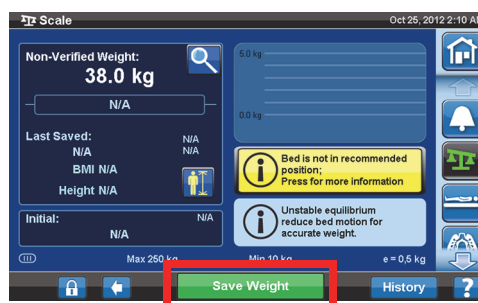 Scale
Oct 25, 2012 2:10 A
Non-Verified Weight:
38.0 kg
N/A
Last Saved:
N/A
N/A
N/A
BMI N/A
Height N/A
Initial:
N/A
N/A
5.0 kg
0.0 kg
Bed is not in recommended
position;
Press for more information
Unstable equilibrium
reduce bed motion for
accurate weight.
Max 250 kg
Min 10 kg
e = 0,5 kg
Save Weight
History
?